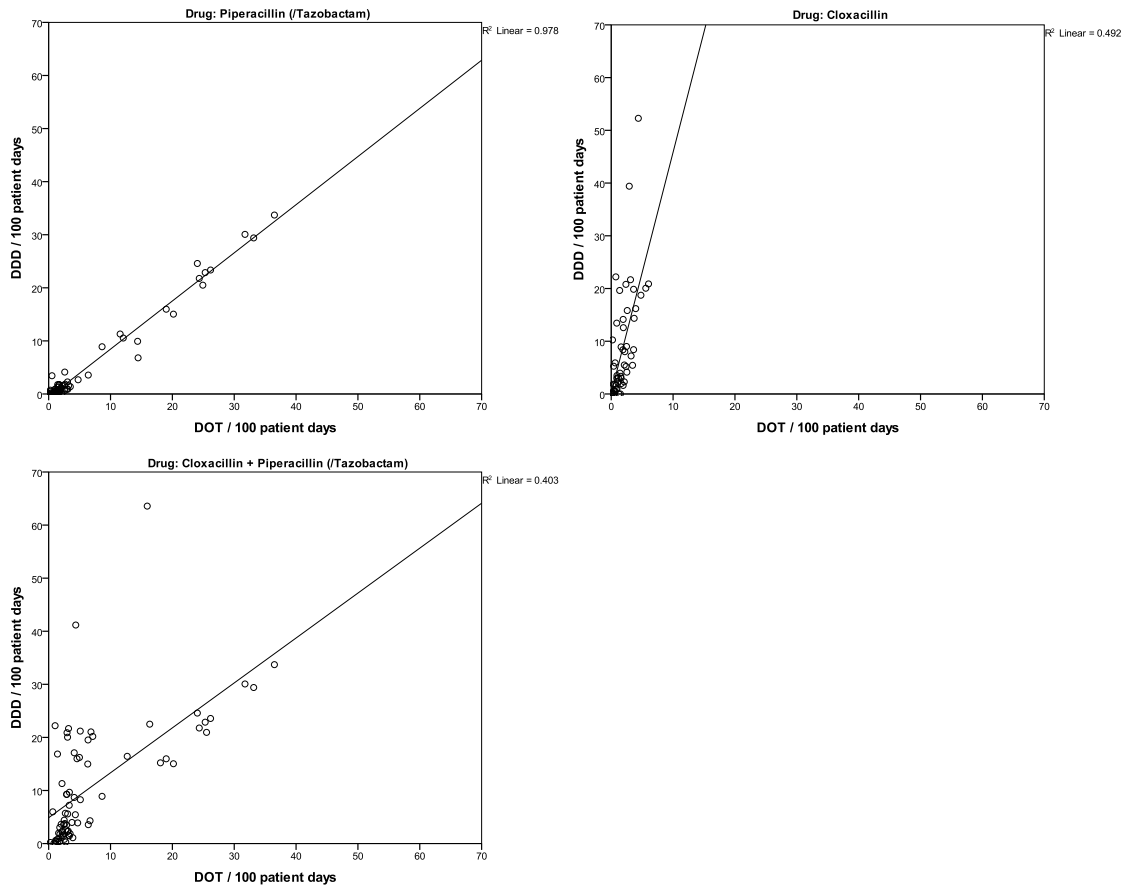 Drug: Piperacillin (/Tazobactam)
R² Linear = 0.978
DDD / 100 patient days
70
60
50
40
30
20
10
0
0 10 20 30 40 50 60 70
DOT / 100 patient days
Drug: Cloxacillin
R² Linear = 0.492
DDD / 100 patient days
70
60
50
40
30
20
10
0
0 10 20 30 40 50 60 70
DOT / 100 patient days
Drug: Cloxacillin + Piperacillin (/Tazobactam)
R² Linear = 0.403
DDD / 100 patient days
70
60
50
40
30
20
10
0
0 10 20 30 40 50 60 70
DOT / 100 patient days